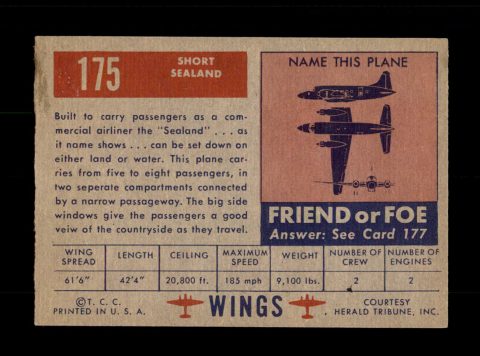 175
SHORT
SEALAND
Built to carry passengers as a com-
mercial airliner the "Sealand" . . . as
it name shows . . . can be set down on
either land or water. This plane car-
ries from five to eight passengers, in
two seperate compartments connected
by a narrow passageway. The big side
windows give the passengers a good
veiw of the countryside as they travel.
NAME THIS PLANE
FRIEND or FOE
Answer: See Card 177
WING SPREAD LENGTH CEILING MAXIMUM SPEED WEIGHT NUMBER OF CREW NUMBER OF ENGINES
61'6" 42'4" 20,800 ft. 185 mph 9,100 lbs. 2 2
©T. C. C.
PRINTED IN U. S. A.
WINGS
COURTESY
HERALD TRIBUNE, INC.